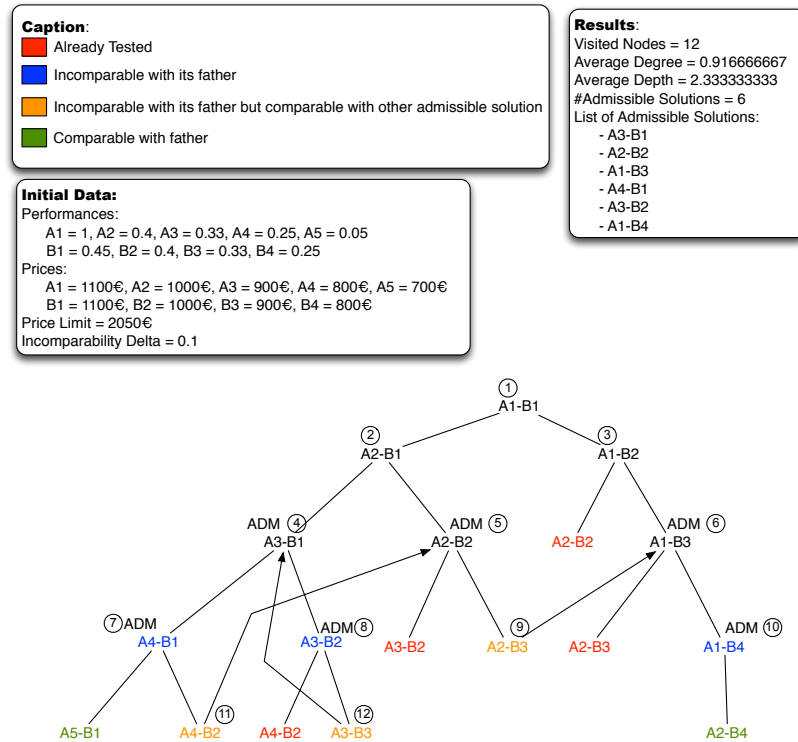 Caption:
Already Tested
Incomparable with its father
Incomparable with its father but comparable with other admissible solution
Comparable with father
Results:
Visited Nodes = 12
Average Degree = 0.916666667
Average Depth = 2.333333333
#Admissible Solutions = 6
List of Admissible Solutions:
- A3-B1
- A2-B2
- A1-B3
- A4-B1
- A3-B2
- A1-B4
Initial Data:
Performances:
A1 = 1, A2 = 0.4, A3 = 0.33, A4 = 0.25, A5 = 0.05
B1 = 0.45, B2 = 0.4, B3 = 0.33, B4 = 0.25
Prices:
A1 = 1100€, A2 = 1000€, A3 = 900€, A4 = 800€, A5 = 700€
B1 = 1100€, B2 = 1000€, B3 = 900€, B4 = 800€
Price Limit = 2050€
Incomparability Delta = 0.1
1
A1-B1
2
A2-B1
3
A1-B2
ADM 4
A3-B1
ADM 5
A2-B2
A2-B2
ADM 6
A1-B3
7 ADM
A4-B1
ADM 8
A3-B2
A3-B2
9
A2-B3
A2-B3
ADM 10
A1-B4
A5-B1
11
A4-B2
A4-B2
12
A3-B3
A2-B4